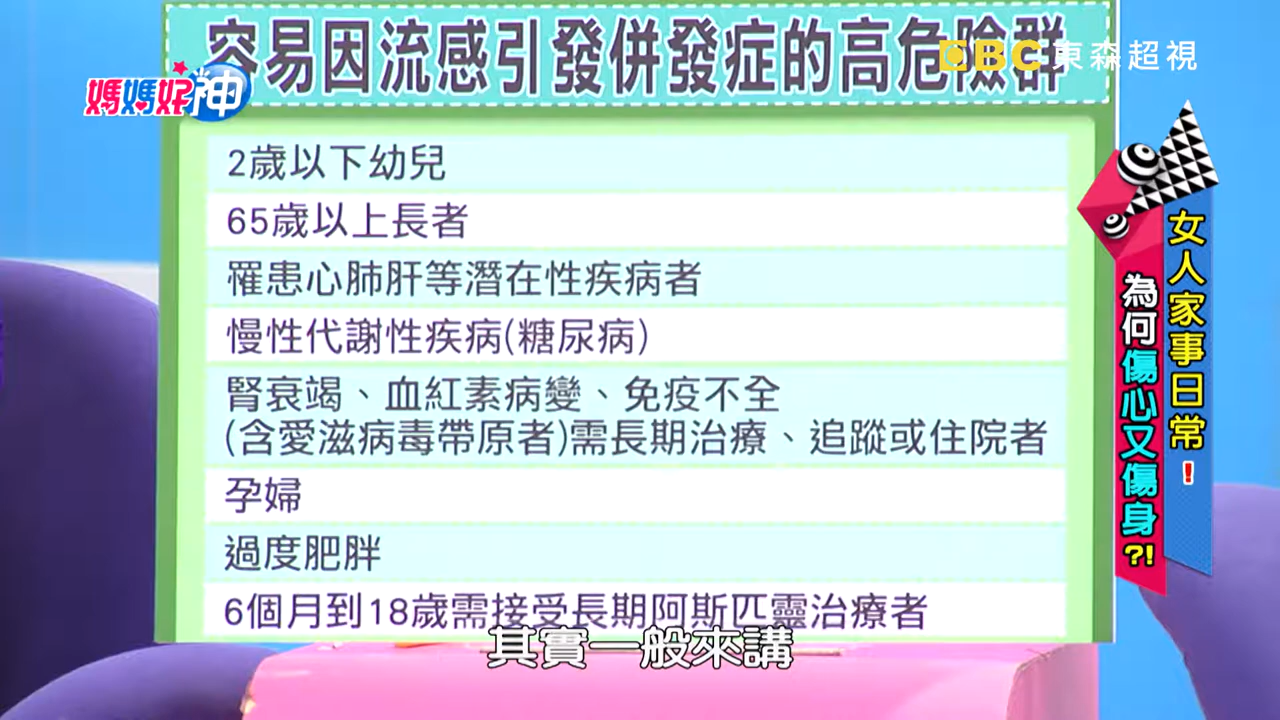 容易因流感引發併發症的高危險群
媽媽好神
EBC 東森超視
2歲以下幼兒
65歲以上長者
罹患心肺肝等潛在性疾病者
慢性代謝性疾病(糖尿病)
腎衰竭、血紅素病變、免疫不全
(含愛滋病毒帶原者)需長期治療、追蹤或住院者
孕婦
過度肥胖
6個月到18歲需接受長期阿斯匹靈治療者
女人家事日常！
為何傷心又傷身?!
其實一般來講